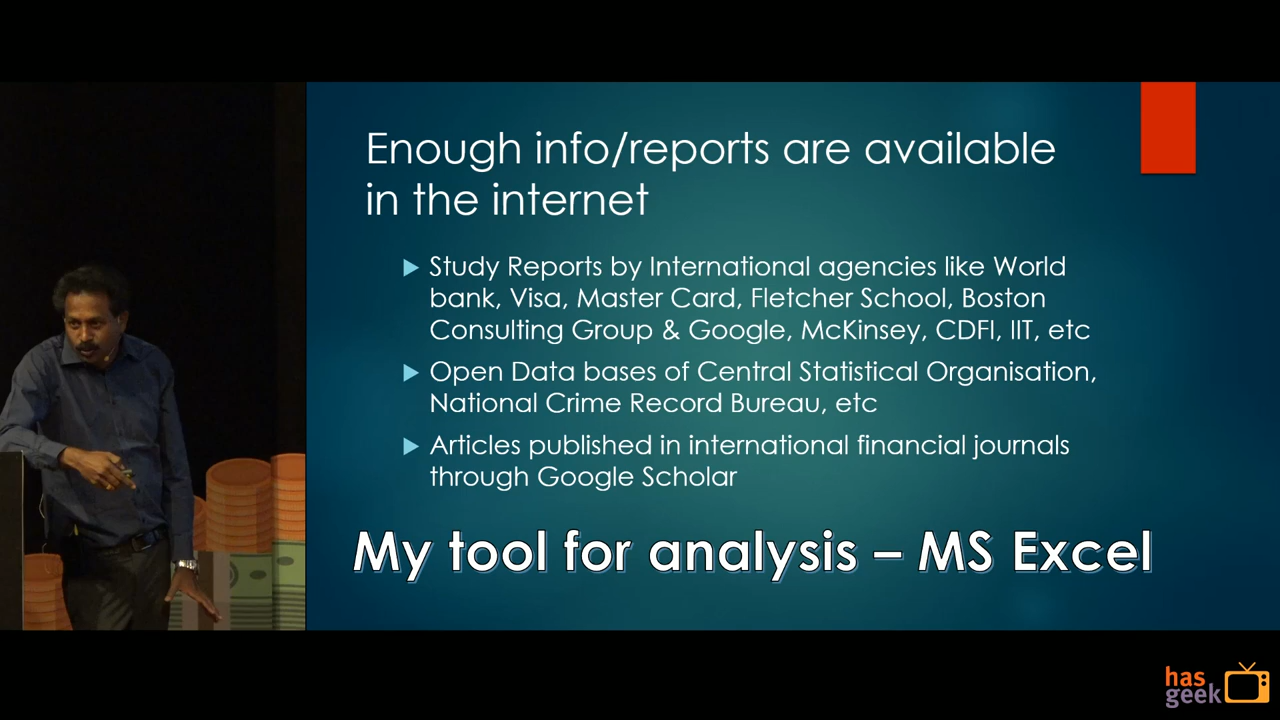 Enough info/reports are available
in the internet
Study Reports by International agencies like World
bank, Visa, Master Card, Fletcher School, Boston
Consulting Group & Google, McKinsey, CDFI, IIT, etc
Open Data bases of Central Statistical Organisation,
National Crime Record Bureau, etc
Articles published in international financial journals
through Google Scholar
My tool for analysis – MS Excel
has
geek